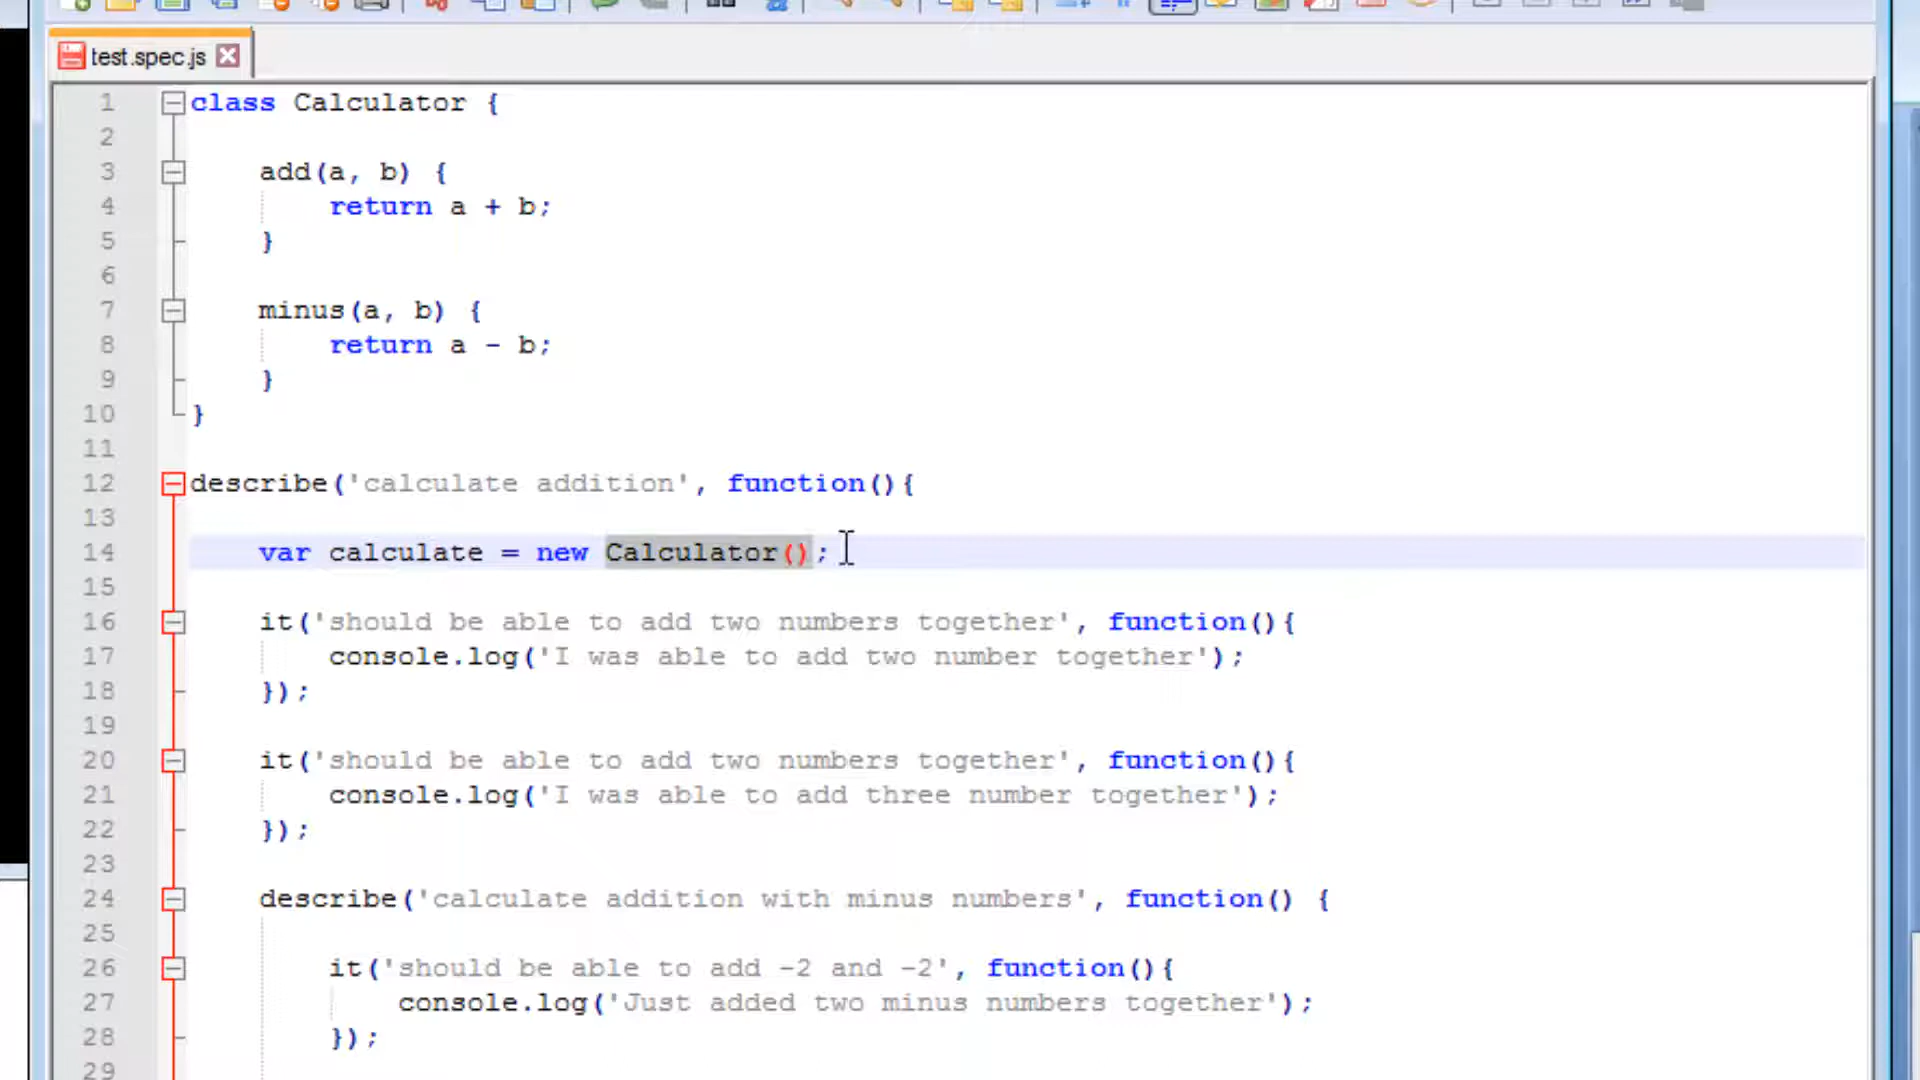 test.spec.js
1 class Calculator {
2
3 add(a, b) {
4 return a + b;
5 }
6
7 minus(a, b) {
8 return a - b;
9 }
10 }
11
12 describe('calculate addition', function(){
13
14 var calculate = new Calculator();
15
16 it('should be able to add two numbers together', function(){
17 console.log('I was able to add two number together');
18 });
19
20 it('should be able to add two numbers together', function(){
21 console.log('I was able to add three number together');
22 });
23
24 describe('calculate addition with minus numbers', function() {
25
26 it('should be able to add -2 and -2', function(){
27 console.log('Just added two minus numbers together');
28 });
29